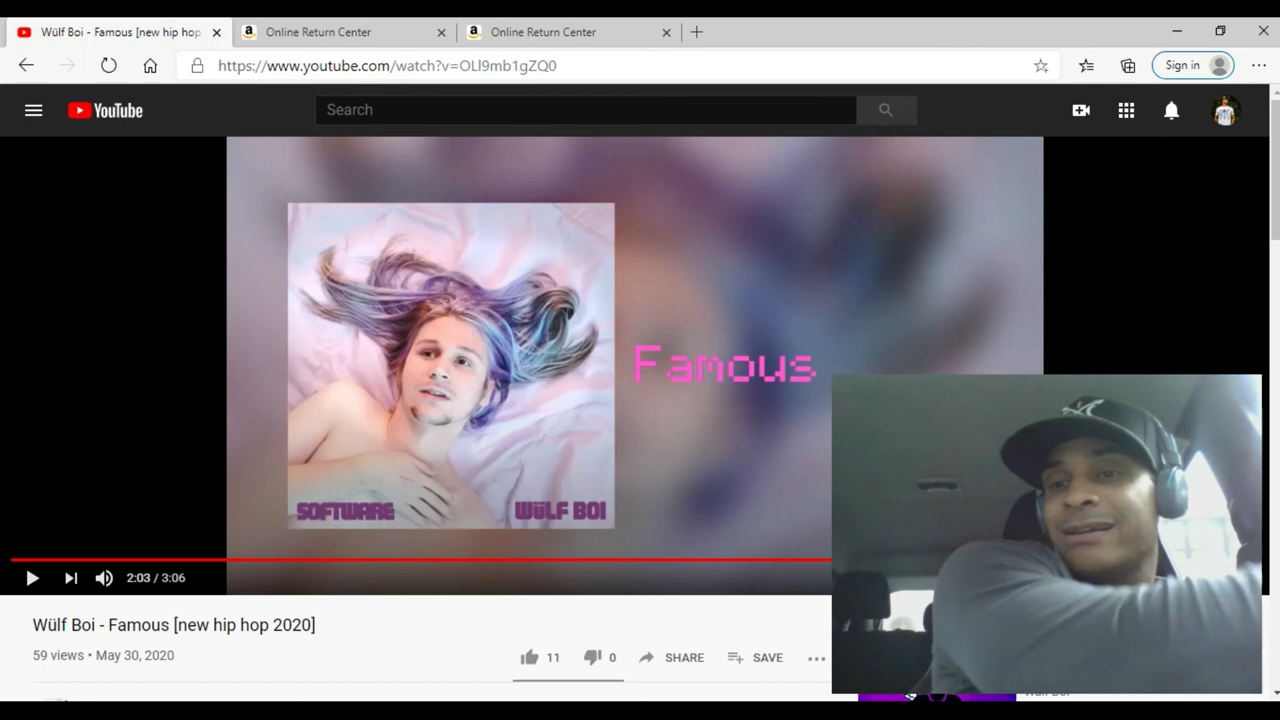 Wülf Boi - Famous [new hip hop
Online Return Center
Online Return Center
https://www.youtube.com/watch?v=OLl9mb1gZQ0
Sign in
YouTube
Search
Famous
SOFTWARE
WÜLF BOI
2:03 / 3:06
Wülf Boi - Famous [new hip hop 2020]
59 views • May 30, 2020
11
0
SHARE
SAVE